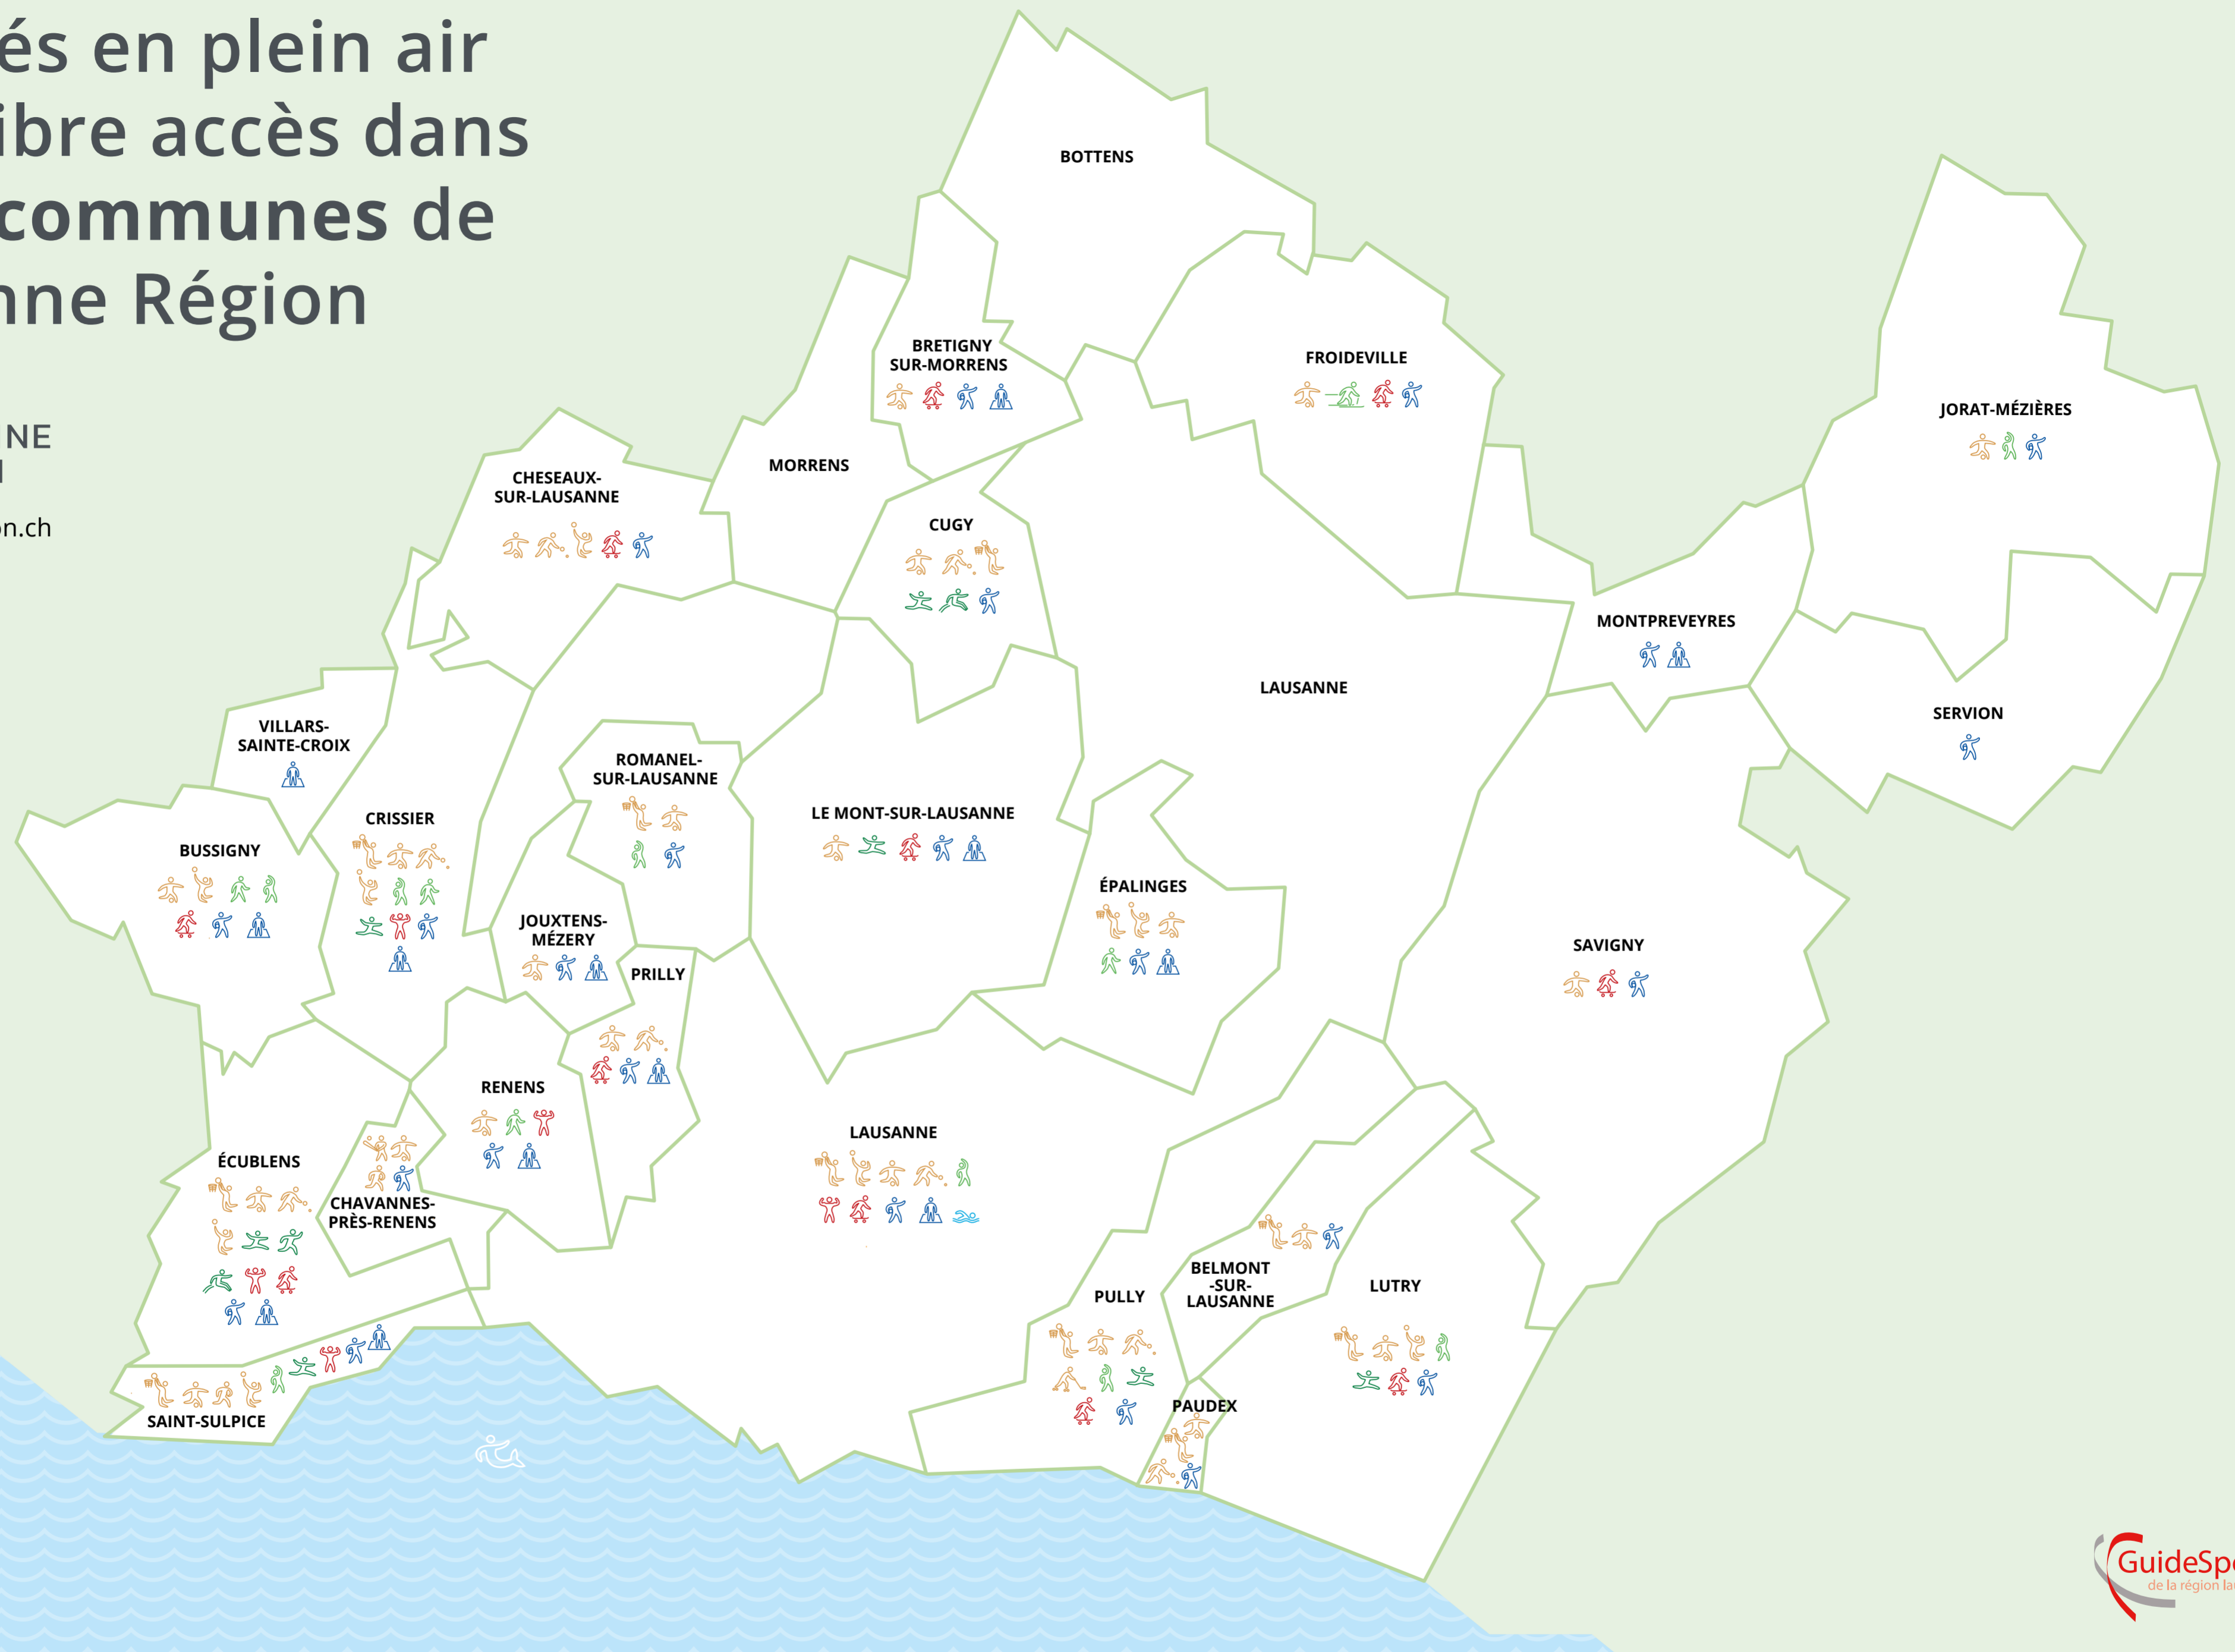 és en plein air
ibre accès dans
communes de
nne Région
NE
on.ch
BOTTENS
BRETIGNY
SUR-MORRENS
FROIDEVILLE
JORAT-MÉZIÈRES
MORRENS
CHESEAUX-
SUR-LAUSANNE
CUGY
MONTPREVEYRES
LAUSANNE
SERVION
VILLARS-
SAINTE-CROIX
ROMANEL-
SUR-LAUSANNE
CRISSIER
LE MONT-SUR-LAUSANNE
BUSSIGNY
ÉPALINGES
JOUXTENS-
MÉZERY
SAVIGNY
PRILLY
RENENS
LAUSANNE
ÉCUBLENS
CHAVANNES-
PRÈS-RENENS
BELMONT
-SUR-
LAUSANNE
LUTRY
PULLY
PAUDEX
SAINT-SULPICE
GuideSp
de la région la